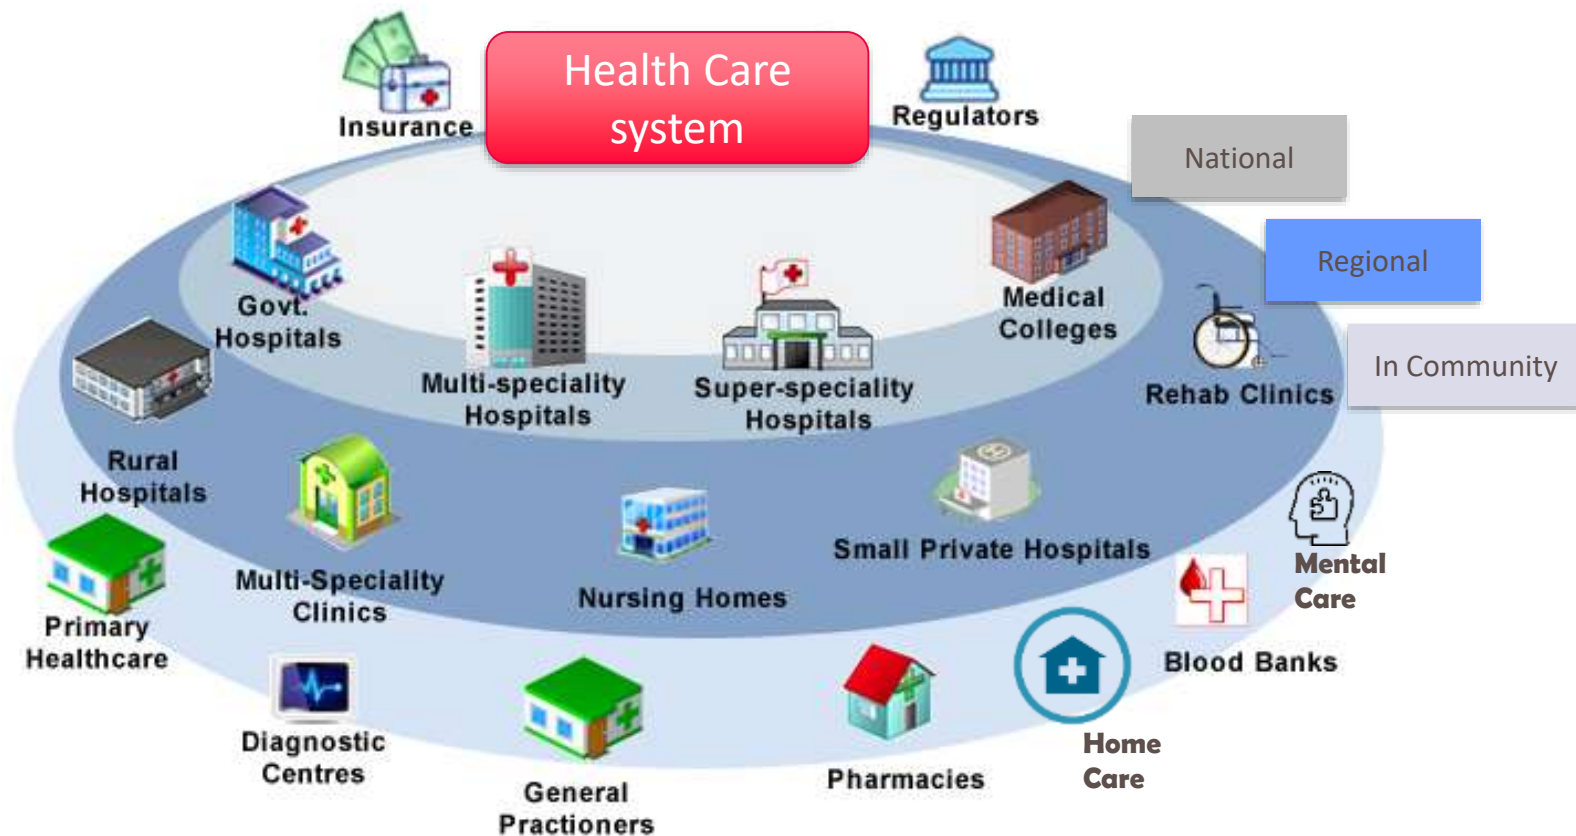 Health Care
system
Insurance
Regulators
National
Regional
In Community
Govt.
Hospitals
Multi-speciality
Hospitals
Super-speciality
Hospitals
Medical
Colleges
Rehab Clinics
Rural
Hospitals
Multi-Speciality
Clinics
Nursing Homes
Small Private Hospitals
Mental
Care
Primary
Healthcare
Diagnostic
Centres
General
Practioners
Pharmacies
Home
Care
Blood Banks